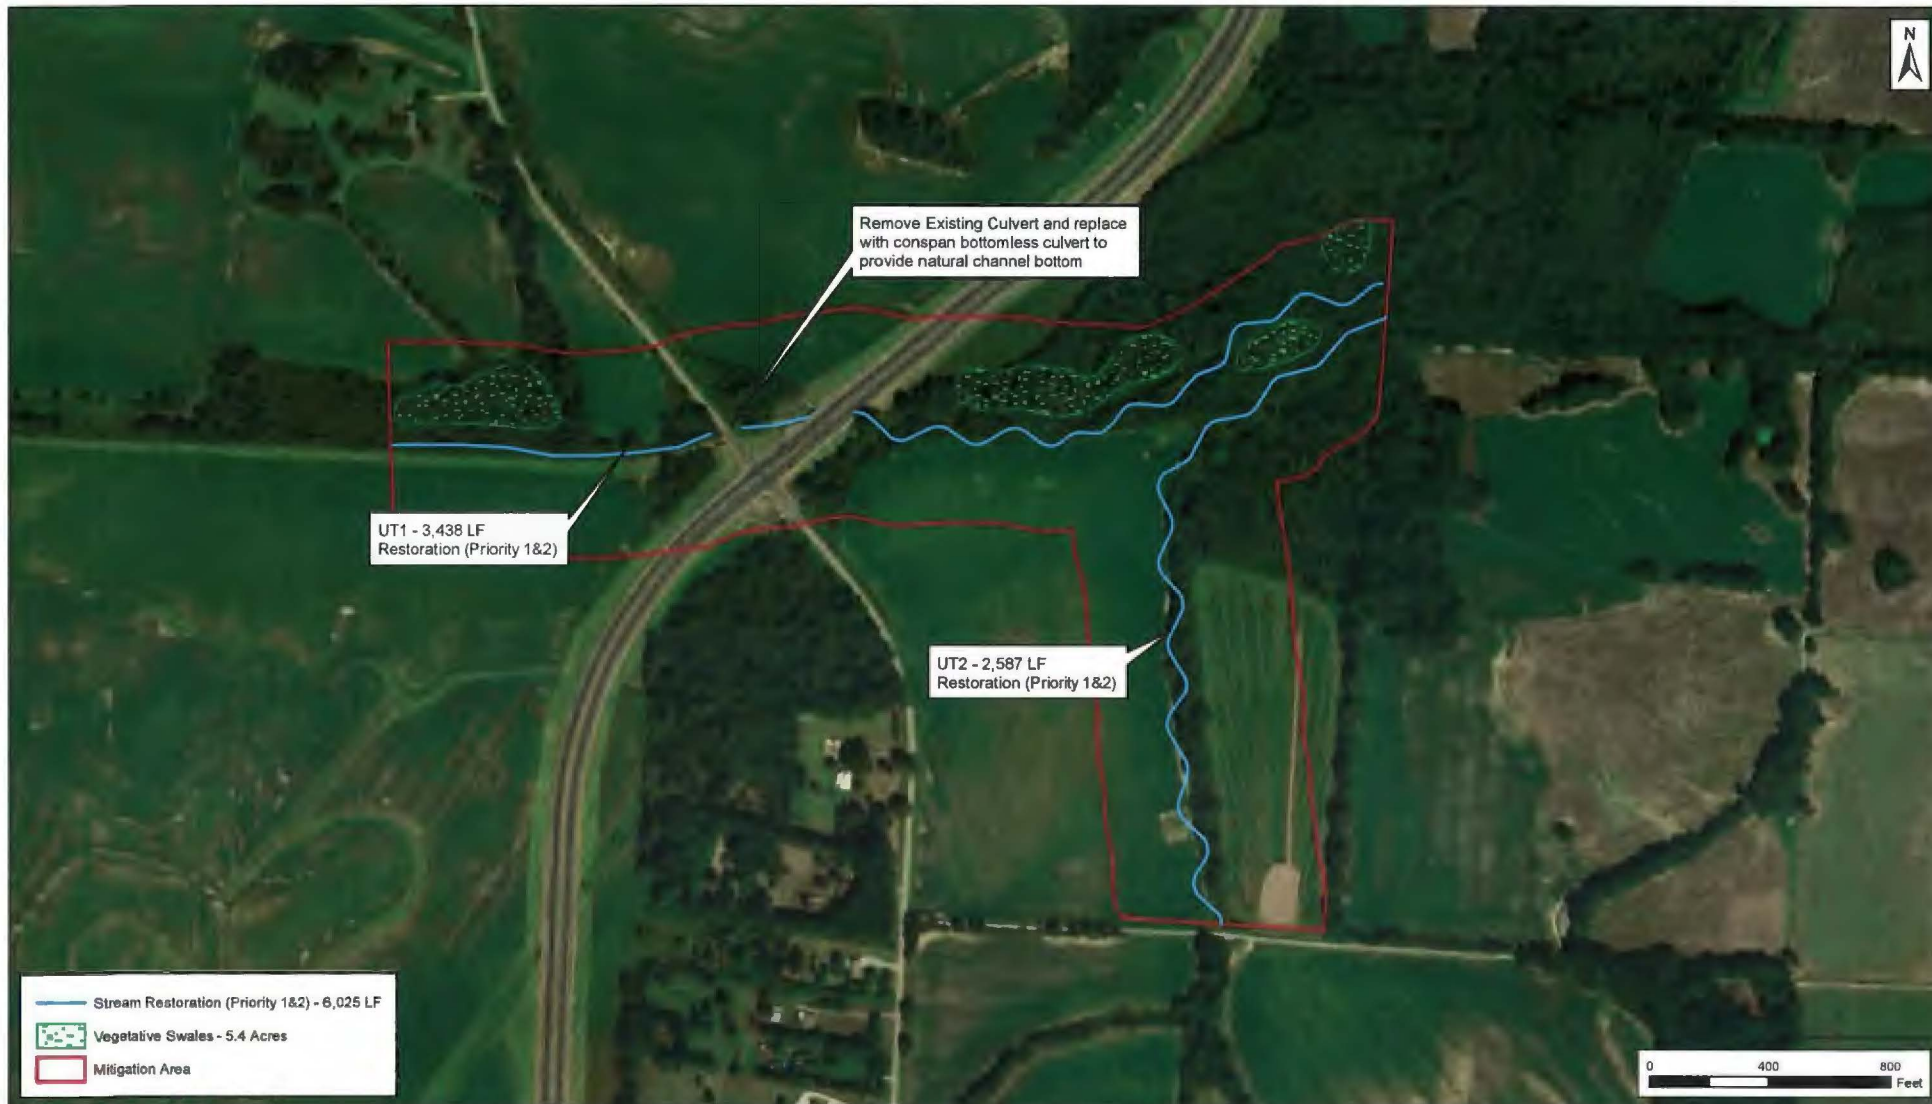 N
Remove Existing Culvert and replace
with conspan bottomless culvert to
provide natural channel bottom
UT1 - 3,438 LF
Restoration (Priority 1&2)
UT2 - 2,587 LF
Restoration (Priority 1&2)
Stream Restoration (Priority 1&2) - 6,025 LF
Vegetative Swales - 5.4 Acres
Mitigation Area
0 400 800
Feet